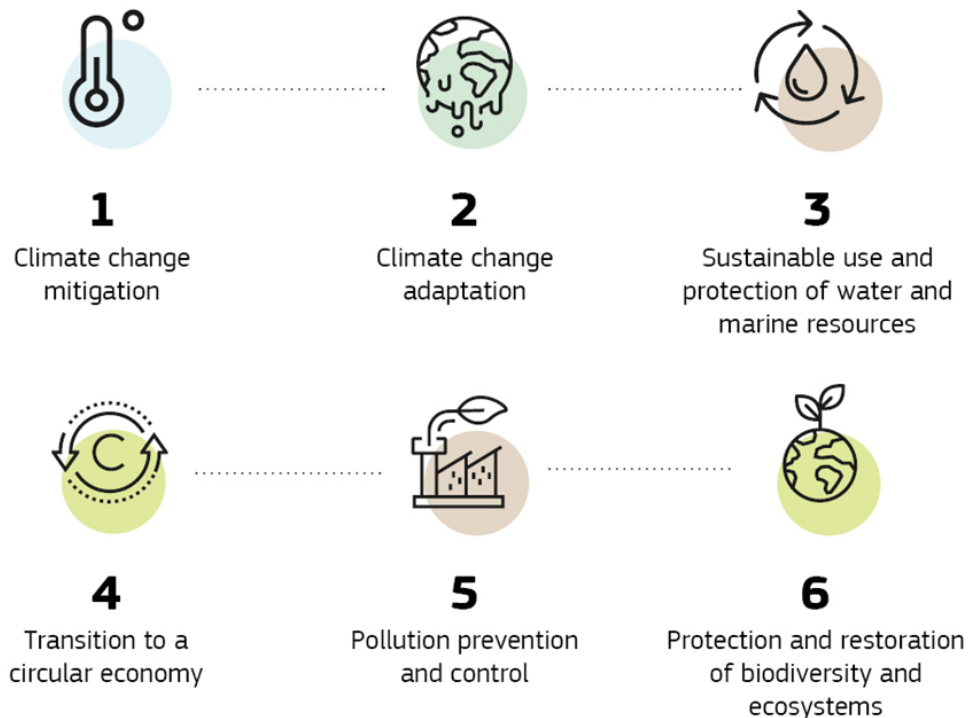 1
Climate change
mitigation
2
Climate change
adaptation
3
Sustainable use and
protection of water and
marine resources
4
Transition to a
circular economy
5
Pollution prevention
and control
6
Protection and restoration
of biodiversity and
ecosystems